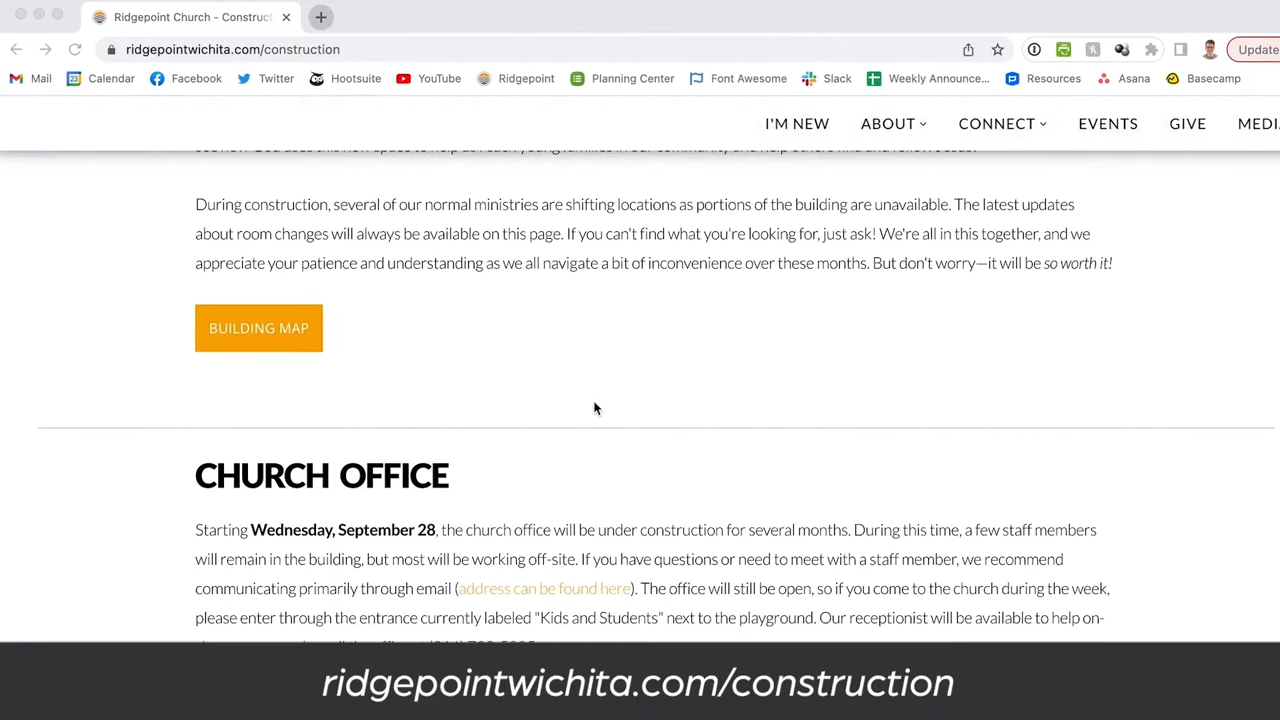 Ridgepoint Church - Construct
ridgepointwichita.com/construction
Update
Mail Calendar Facebook Twitter Hootsuite YouTube Ridgepoint Planning Center Font Awesome Slack Weekly Announce... Resources Asana Basecamp
I'M NEW ABOUT CONNECT EVENTS GIVE MEDI
During construction, several of our normal ministries are shifting locations as portions of the building are unavailable. The latest updates
about room changes will always be available on this page. If you can't find what you're looking for, just ask! We're all in this together, and we
appreciate your patience and understanding as we all navigate a bit of inconvenience over these months. But don't worry—it will be so worth it!
BUILDING MAP
CHURCH OFFICE
Starting Wednesday, September 28, the church office will be under construction for several months. During this time, a few staff members
will remain in the building, but most will be working off-site. If you have questions or need to meet with a staff member, we recommend
communicating primarily through email (address can be found here). The office will still be open, so if you come to the church during the week,
please enter through the entrance currently labeled "Kids and Students" next to the playground. Our receptionist will be available to help on-
ridgepointwichita.com/construction